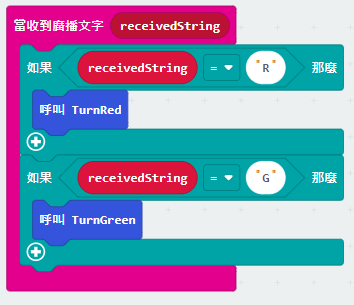 當收到廣播文字 receivedString
如果 receivedString = ▼ "R" 那麼
呼叫 TurnRed
如果 receivedString = ▼ "G" 那麼
呼叫 TurnGreen